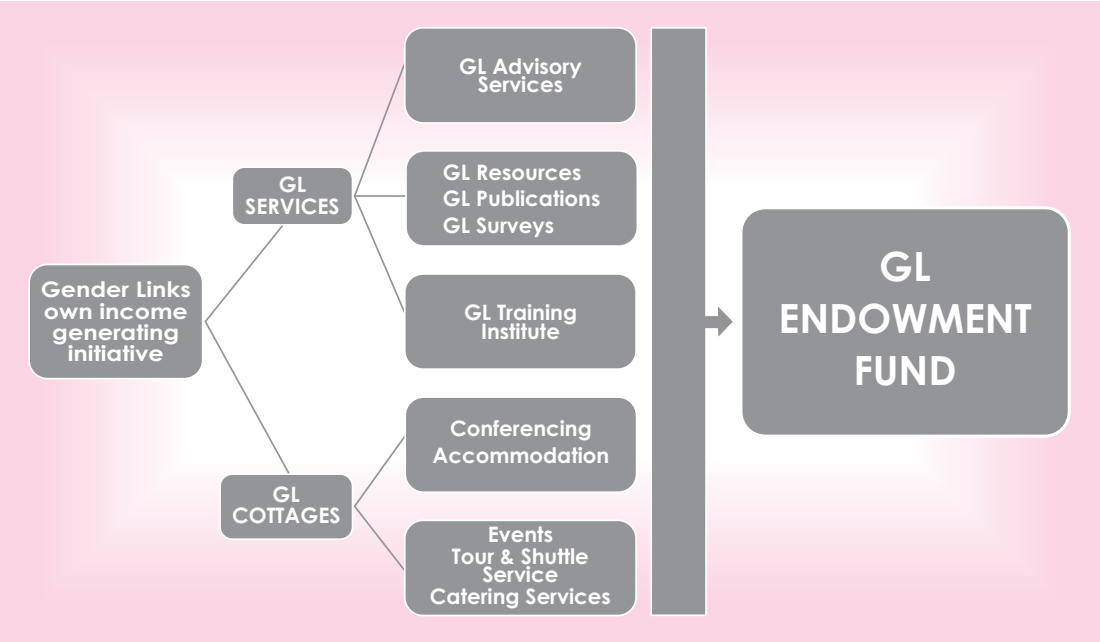 Gender Links
own income
generating
initiative
GL
SERVICES
GL Advisory
Services
GL Resources
GL Publications
GL Surveys
GL Training
Institute
GL
COTTAGES
Conferencing
Accommodation
Events
Tour & Shuttle
Service
Catering Services
GL
ENDOWMENT
FUND